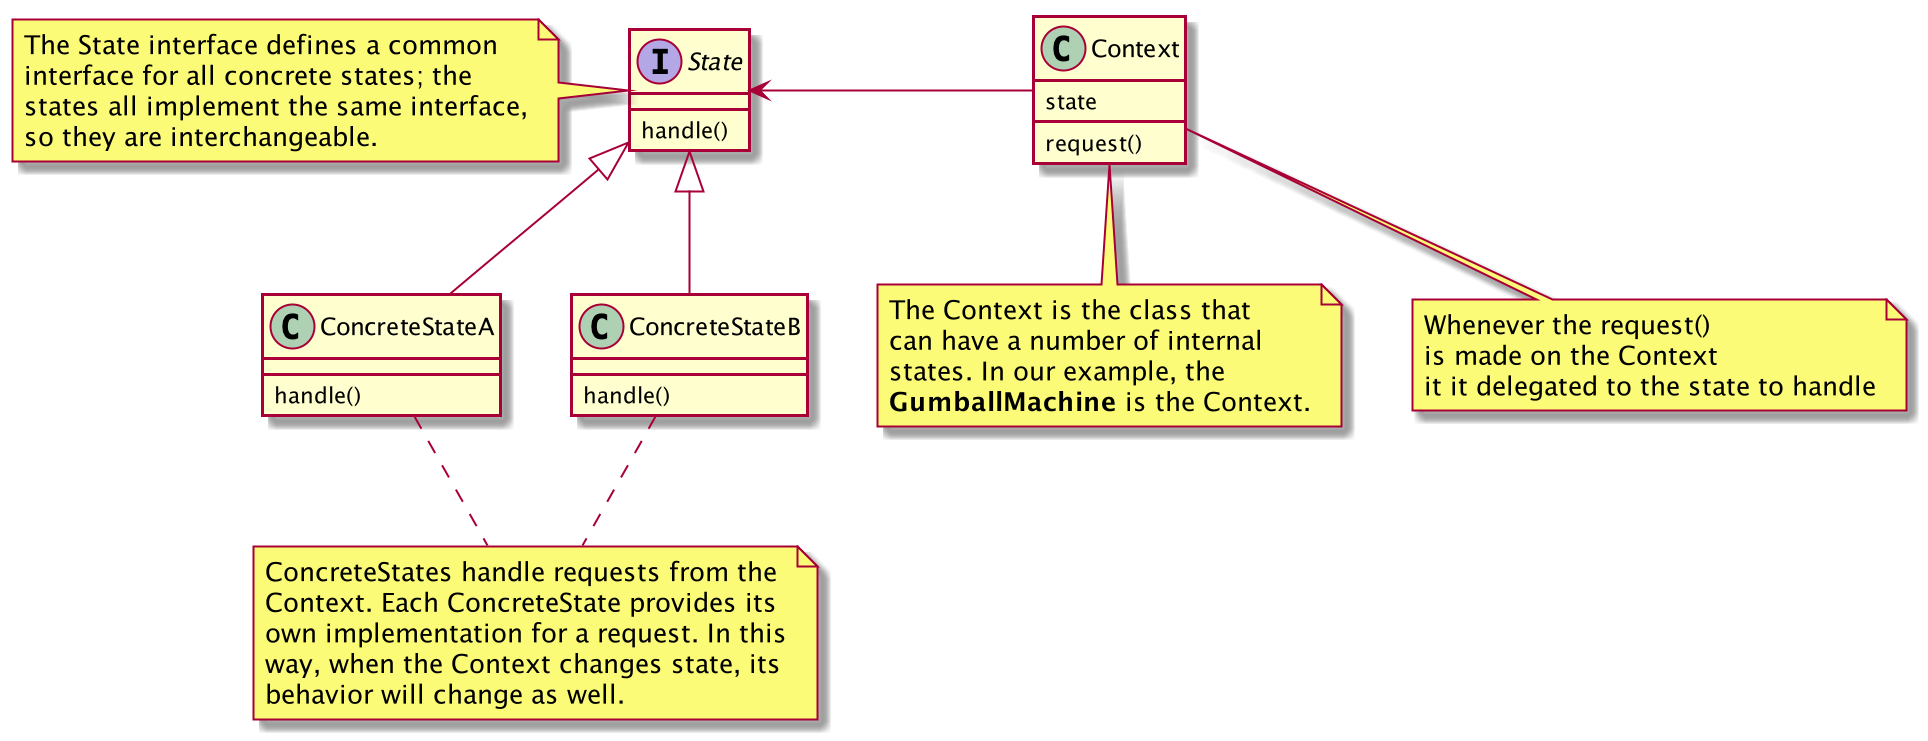 The State interface defines a common
interface for all concrete states; the
states all implement the same interface,
so they are interchangeable.
I State
handle()
C Context
state
request()
C ConcreteStateA
handle()
C ConcreteStateB
handle()
The Context is the class that
can have a number of internal
states. In our example, the
GumballMachine is the Context.
Whenever the request()
is made on the Context
it it delegated to the state to handle
ConcreteStates handle requests from the
Context. Each ConcreteState provides its
own implementation for a request. In this
way, when the Context changes state, its
behavior will change as well.